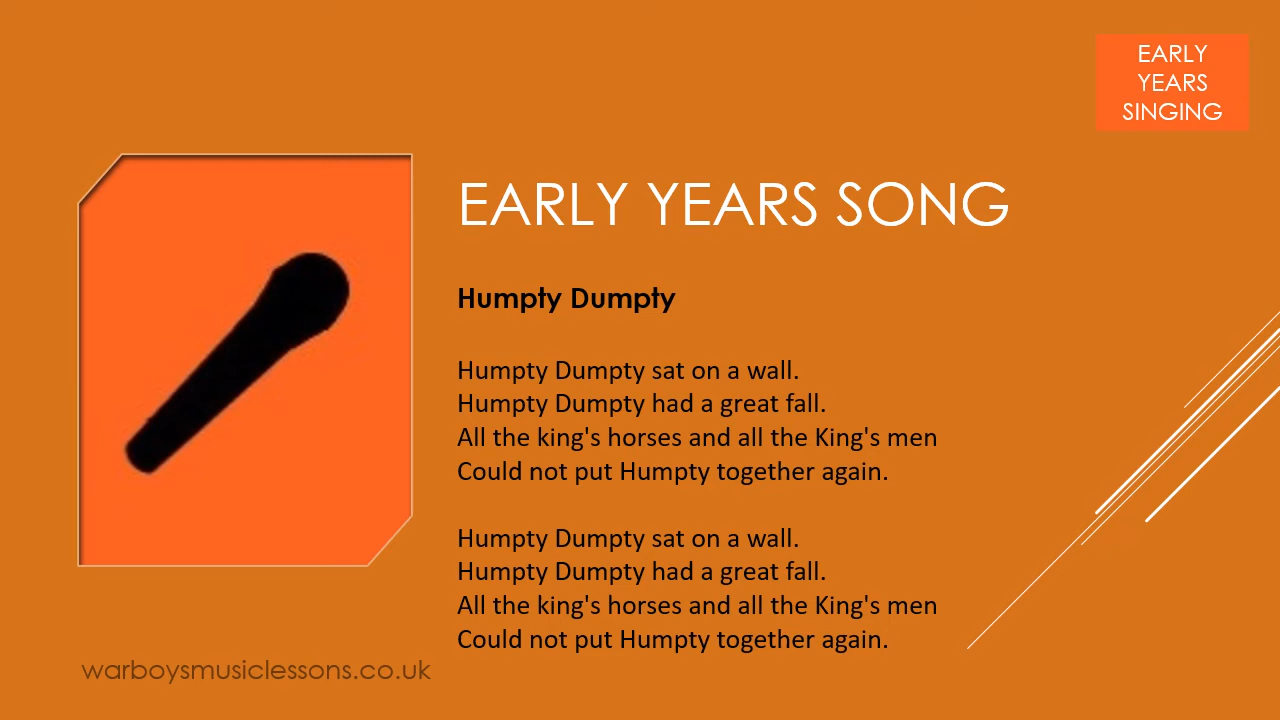 EARLY
YEARS
SINGING
EARLY YEARS SONG
Humpty Dumpty
Humpty Dumpty sat on a wall.
Humpty Dumpty had a great fall.
All the king's horses and all the King's men
Could not put Humpty together again.
Humpty Dumpty sat on a wall.
Humpty Dumpty had a great fall.
All the king's horses and all the King's men
Could not put Humpty together again.
warboysmusiclessons.co.uk